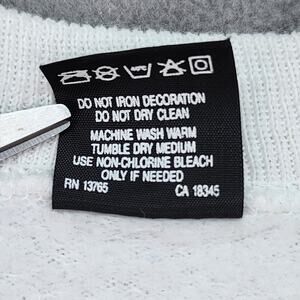 DO NOT IRON DECORATION
DO NOT DRY CLEAN
MACHINE WASH WARM
TUMBLE DRY MEDIUM
USE NON-CHLORINE BLEACH
ONLY IF NEEDED
RN 13765 CA 18345